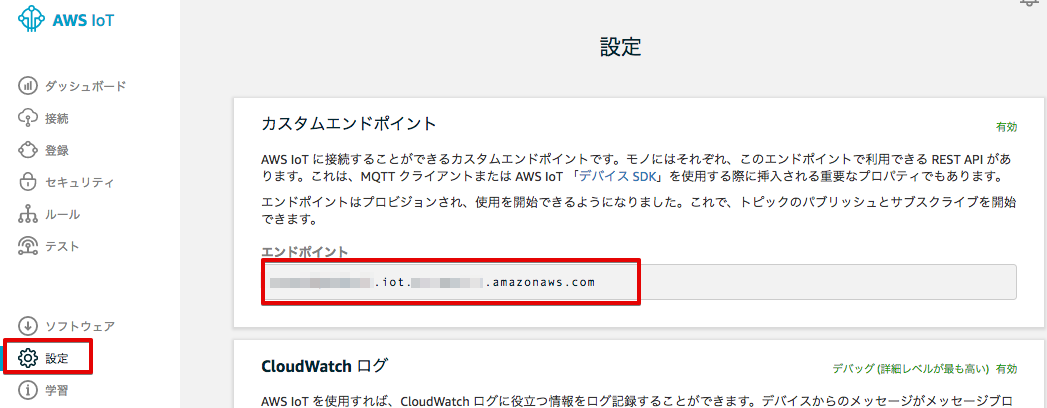 AWS IoT
設定
ダッシュボード
接続
登録
セキュリティ
ルール
テスト
ソフトウェア
設定
学習
カスタムエンドポイント
有効
AWS IoT に接続することができるカスタムエンドポイントです。モノにはそれぞれ、このエンドポイントで利用できる REST API があ
ります。これは、MQTT クライアントまたは AWS IoT 「デバイス SDK」を使用する際に挿入される重要なプロパティでもあります。
エンドポイントはプロビジョンされ、使用を開始できるようになりました。これで、トピックのパブリッシュとサブスクライブを開始
できます。
エンドポイント
.iot. .amazonaws.com
CloudWatch ログ
デバッグ (詳細レベルが最も高い) 有効
AWS IoT を使用すれば、CloudWatch ログに役立つ情報をログ記録することができます。デバイスからのメッセージがメッセージブロ